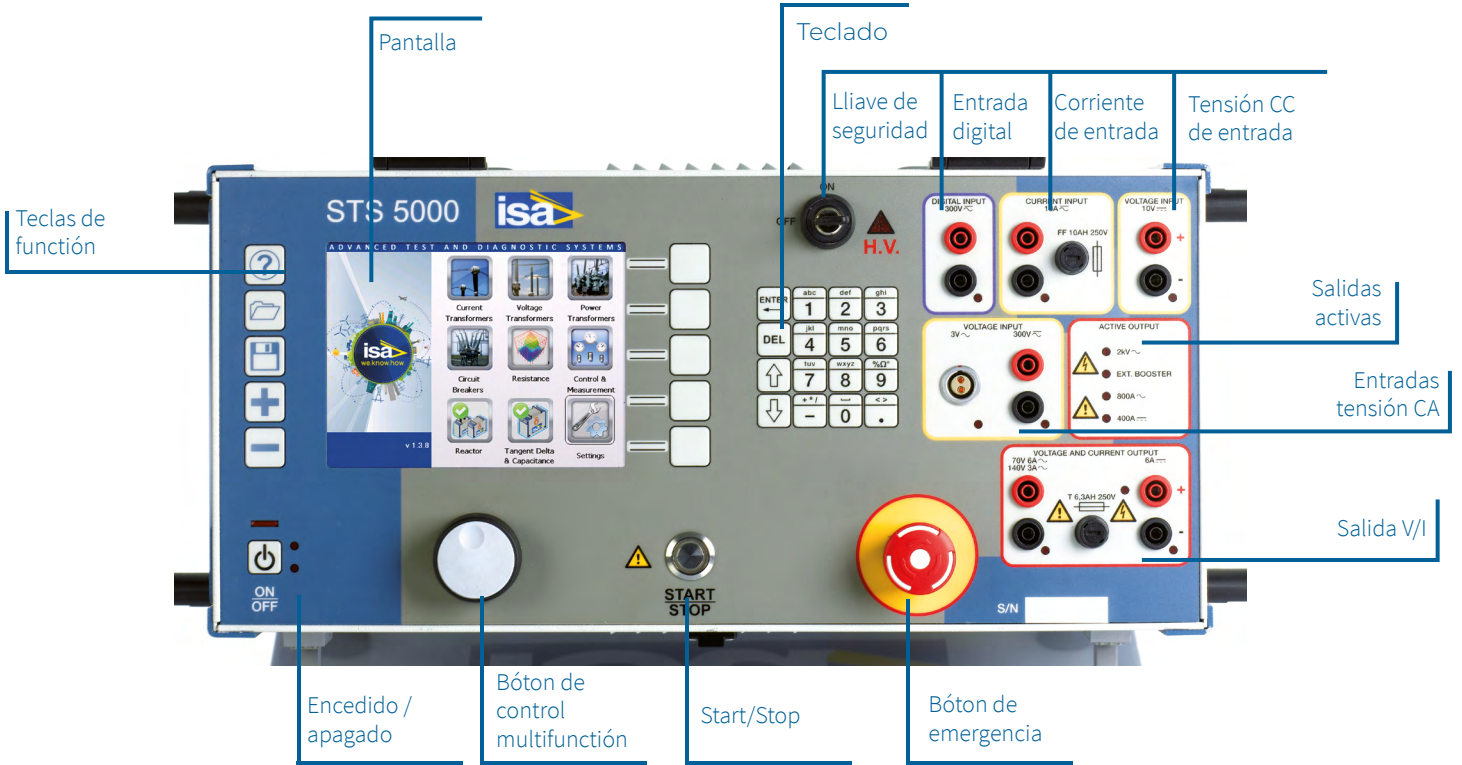 Pantalla
Teclado
Lliave de
seguridad
Entrada
digital
Corriente
de entrada
Tensión CC
de entrada
Teclas de
función
Salidas
activas
Entradas
tensión CA
Salida V/I
Encedido /
apagado
Bóton de
control
multifunctión
Start/Stop
Bóton de
emergencia
STS 5000
isa
ADVANCED TEST AND DIAGNOSTIC SYSTEMS
isa
we.know.how.
v 1.3.8
Current
Transformers
Voltage
Transformers
Power
Transformers
Circuit
Breakers
Resistance
Control &
Measurement
Reactor
Tangent Delta
& Capacitance
Settings
ON
OFF
H.V.
ENTER
abc
1
def
2
ghi
3
DEL
jkl
4
mno
5
pqrs
6
tuv
7
wxyz
8
%Ω°
9
+*/
–
0
<>
.
DIGITAL INPUT
300V
CURRENT INPUT
10A
FF 10AH 250V
VOLTAGE INPUT
10V
+
-
VOLTAGE INPUT
3V
300V
ACTIVE OUTPUT
2kV
EXT. BOOSTER
800A
400A
VOLTAGE AND CURRENT OUTPUT
70V 6A
140V 3A
6A
T 6,3AH 250V
+
-
ON
OFF
START
STOP
S/N